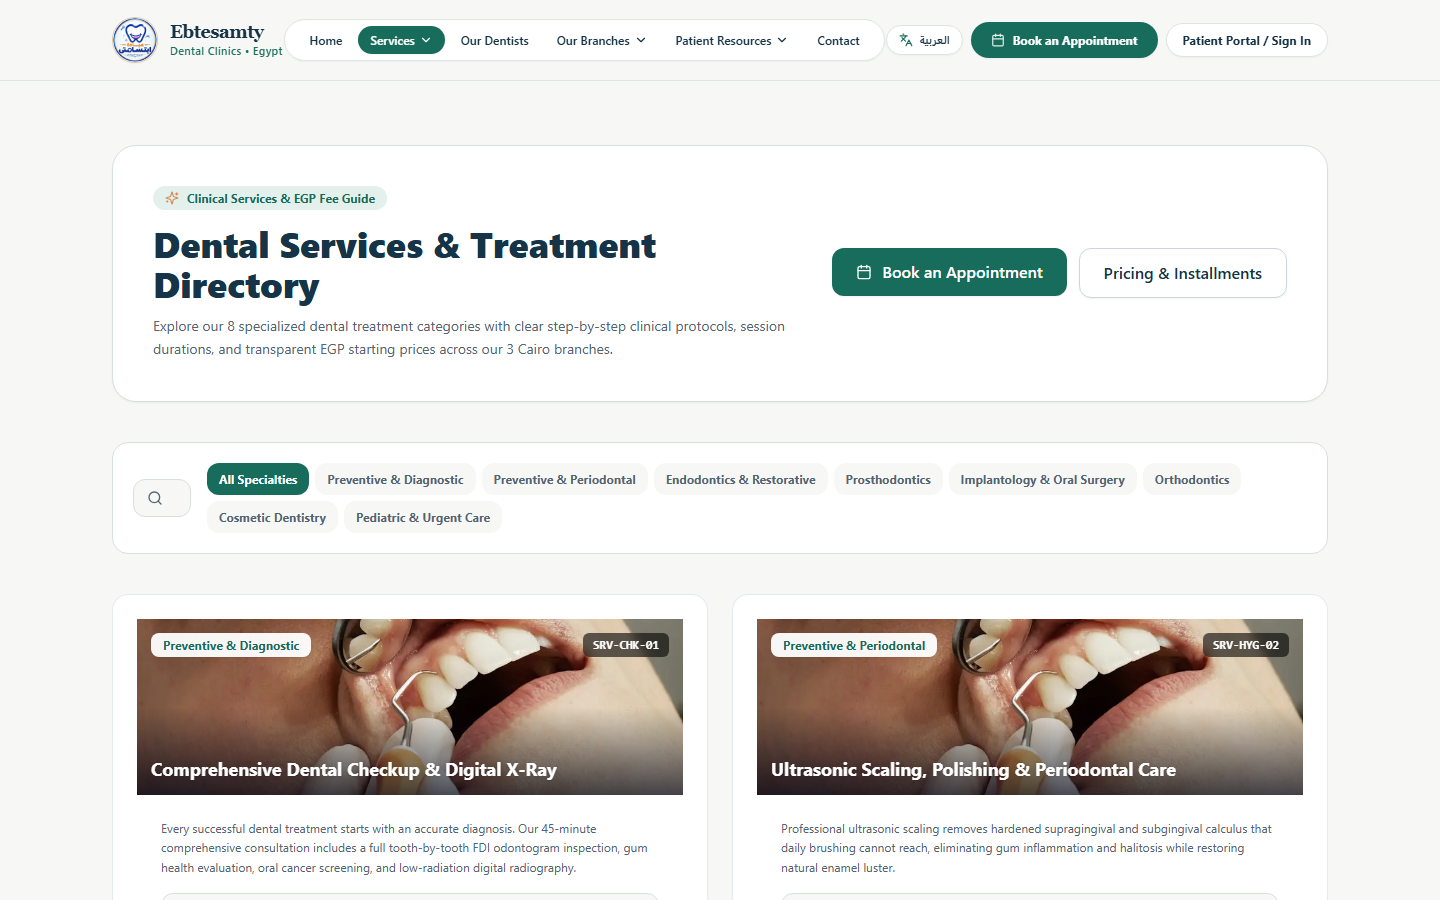 Ebtesamty
Dental Clinics • Egypt
Home
Services
Our Dentists
Our Branches
Patient Resources
Contact
العربية
Book an Appointment
Patient Portal / Sign In
Clinical Services & EGP Fee Guide
Dental Services & Treatment
Directory
Explore our 8 specialized dental treatment categories with clear step-by-step clinical protocols, session
durations, and transparent EGP starting prices across our 3 Cairo branches.
Book an Appointment
Pricing & Installments
All Specialties
Preventive & Diagnostic
Preventive & Periodontal
Endodontics & Restorative
Prosthodontics
Implantology & Oral Surgery
Orthodontics
Cosmetic Dentistry
Pediatric & Urgent Care
Preventive & Diagnostic
SRV-CHK-01
Comprehensive Dental Checkup & Digital X-Ray
Every successful dental treatment starts with an accurate diagnosis. Our 45-minute
comprehensive consultation includes a full tooth-by-tooth FDI odontogram inspection, gum
health evaluation, oral cancer screening, and low-radiation digital radiography.
Preventive & Periodontal
SRV-HYG-02
Ultrasonic Scaling, Polishing & Periodontal Care
Professional ultrasonic scaling removes hardened supragingival and subgingival calculus that
daily brushing cannot reach, eliminating gum inflammation and halitosis while restoring
natural enamel luster.